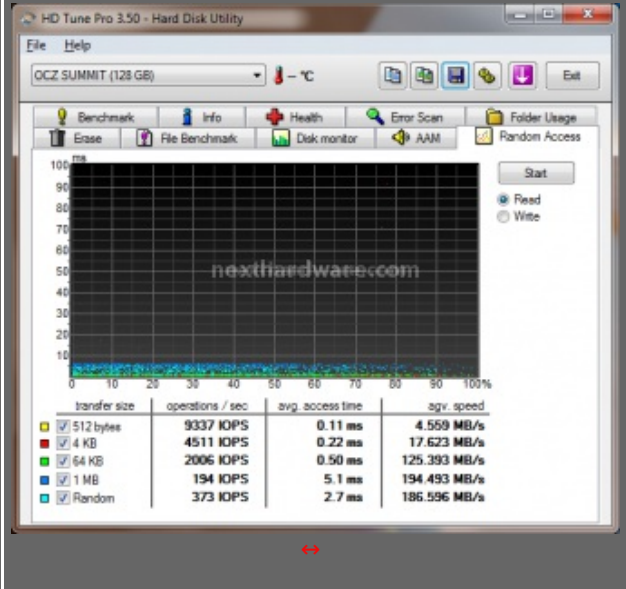 HD Tune Pro 3.50 - Hard Disk Utility
File Help
OCZ SUMMIT (128 GB)
– °C
Exit
Benchmark Info Health Error Scan Folder Usage
Erase File Benchmark Disk monitor AAM Random Access
ms
100
90
80
70
60
50
40
30
20
10
0 10 20 30 40 50 60 70 80 90 100%
nexthardware.com
Start
Read
Write
transfer size operations / sec avg. access time agv. speed
512 bytes 9337 IOPS 0.11 ms 4.559 MB/s
4 KB 4511 IOPS 0.22 ms 17.623 MB/s
64 KB 2006 IOPS 0.50 ms 125.393 MB/s
1 MB 194 IOPS 5.1 ms 194.493 MB/s
Random 373 IOPS 2.7 ms 186.596 MB/s